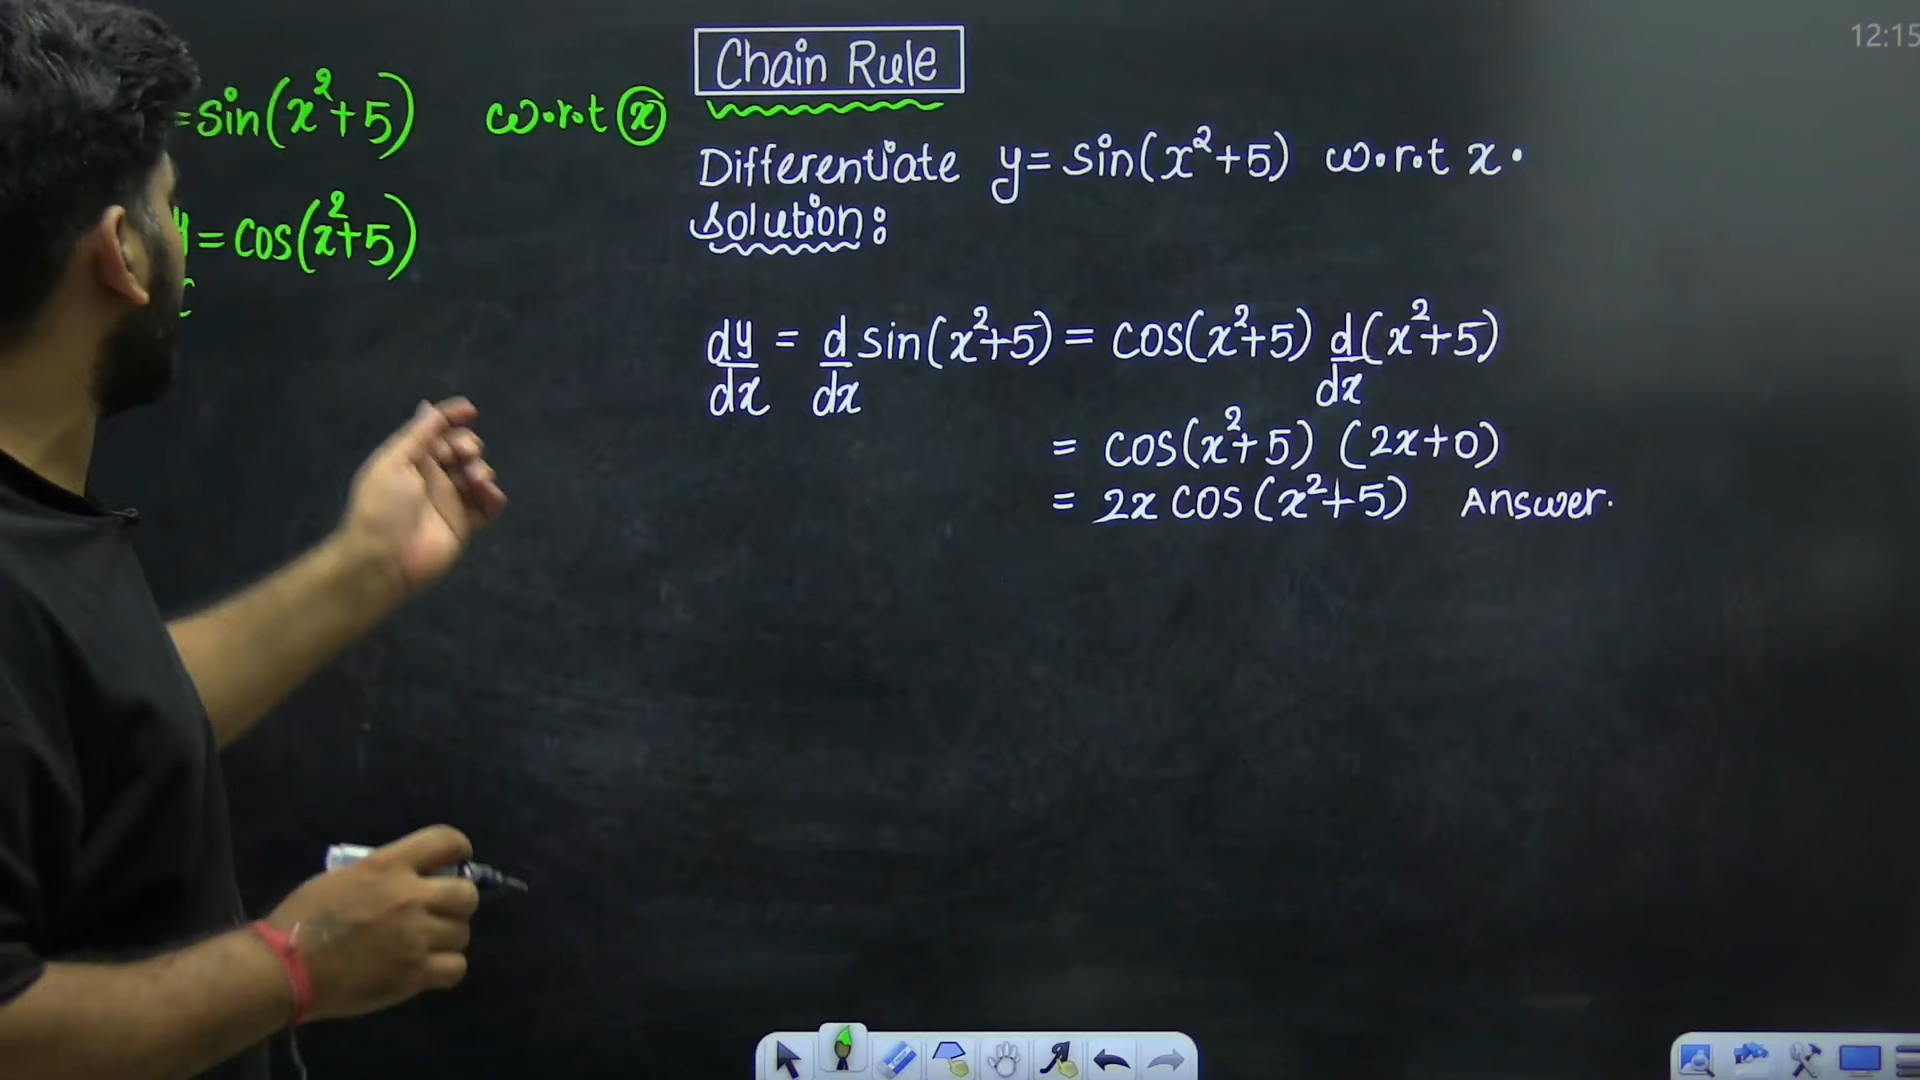 =sin(x²+5) w.r.t x
y = cos(x²+5)
Chain Rule
Differentiate y=sin(x²+5) w.r.t x.
Solution:
dy/dx = d/dx sin(x²+5) = cos(x²+5) d/dx (x²+5)
= cos(x²+5) (2x+0)
= 2x cos(x²+5) Answer.
12:15